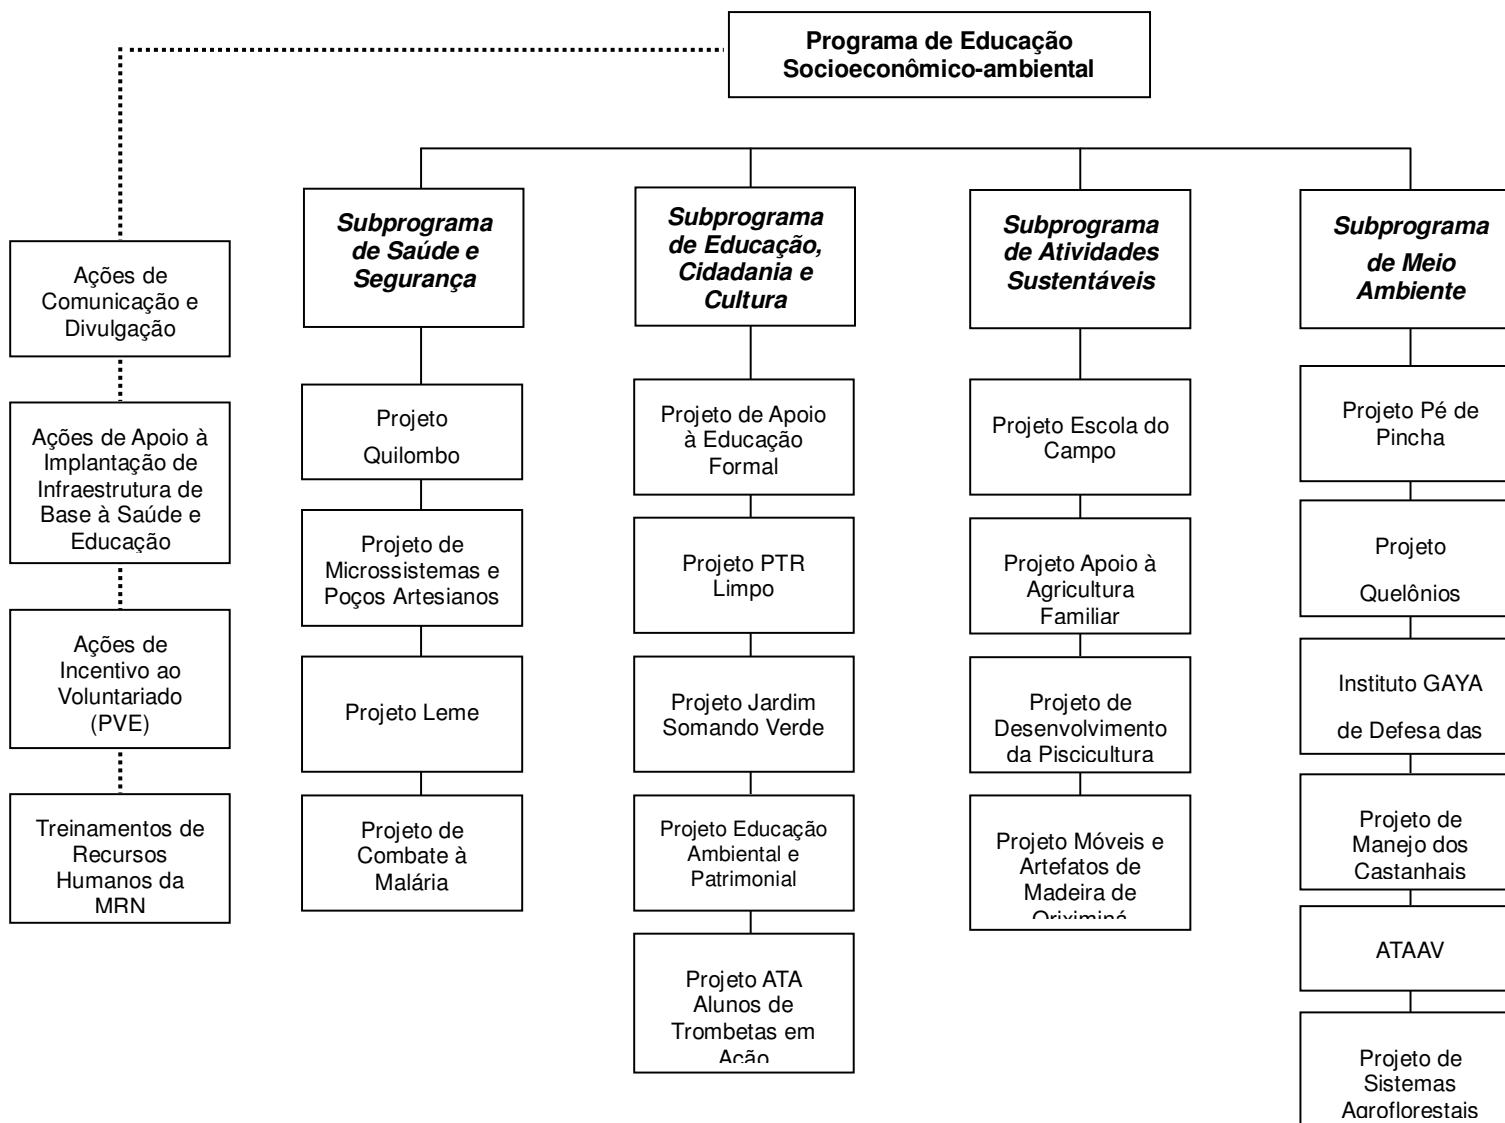 Programa de Educação
Socioeconômico-ambiental
Ações de
Comunicação e
Divulgação
Ações de Apoio à
Implantação de
Infraestrutura de
Base à Saúde e
Educação
Ações de
Incentivo ao
Voluntariado
(PVE)
Treinamentos de
Recursos
Humanos da
MRN
Subprograma
de Saúde e
Segurança
Projeto
Quilombo
Projeto de
Microssistemas e
Poços Artesianos
Projeto Leme
Projeto de
Combate à
Malária
Subprograma
de Educação,
Cidadania e
Cultura
Projeto de Apoio
à Educação
Formal
Projeto PTR
Limpo
Projeto Jardim
Somando Verde
Projeto Educação
Ambiental e
Patrimonial
Projeto ATA
Alunos de
Trombetas em
Ação
Subprograma
de Atividades
Sustentáveis
Projeto Escola do
Campo
Projeto Apoio à
Agricultura
Familiar
Projeto de
Desenvolvimento
da Piscicultura
Projeto Móveis e
Artefatos de
Madeira de
Oriximiná
Subprograma
de Meio
Ambiente
Projeto Pé de
Pincha
Projeto
Quelônios
Instituto GAYA
de Defesa das
Projeto de
Manejo dos
Castanhais
ATAAV
Projeto de
Sistemas
Agroflorestais